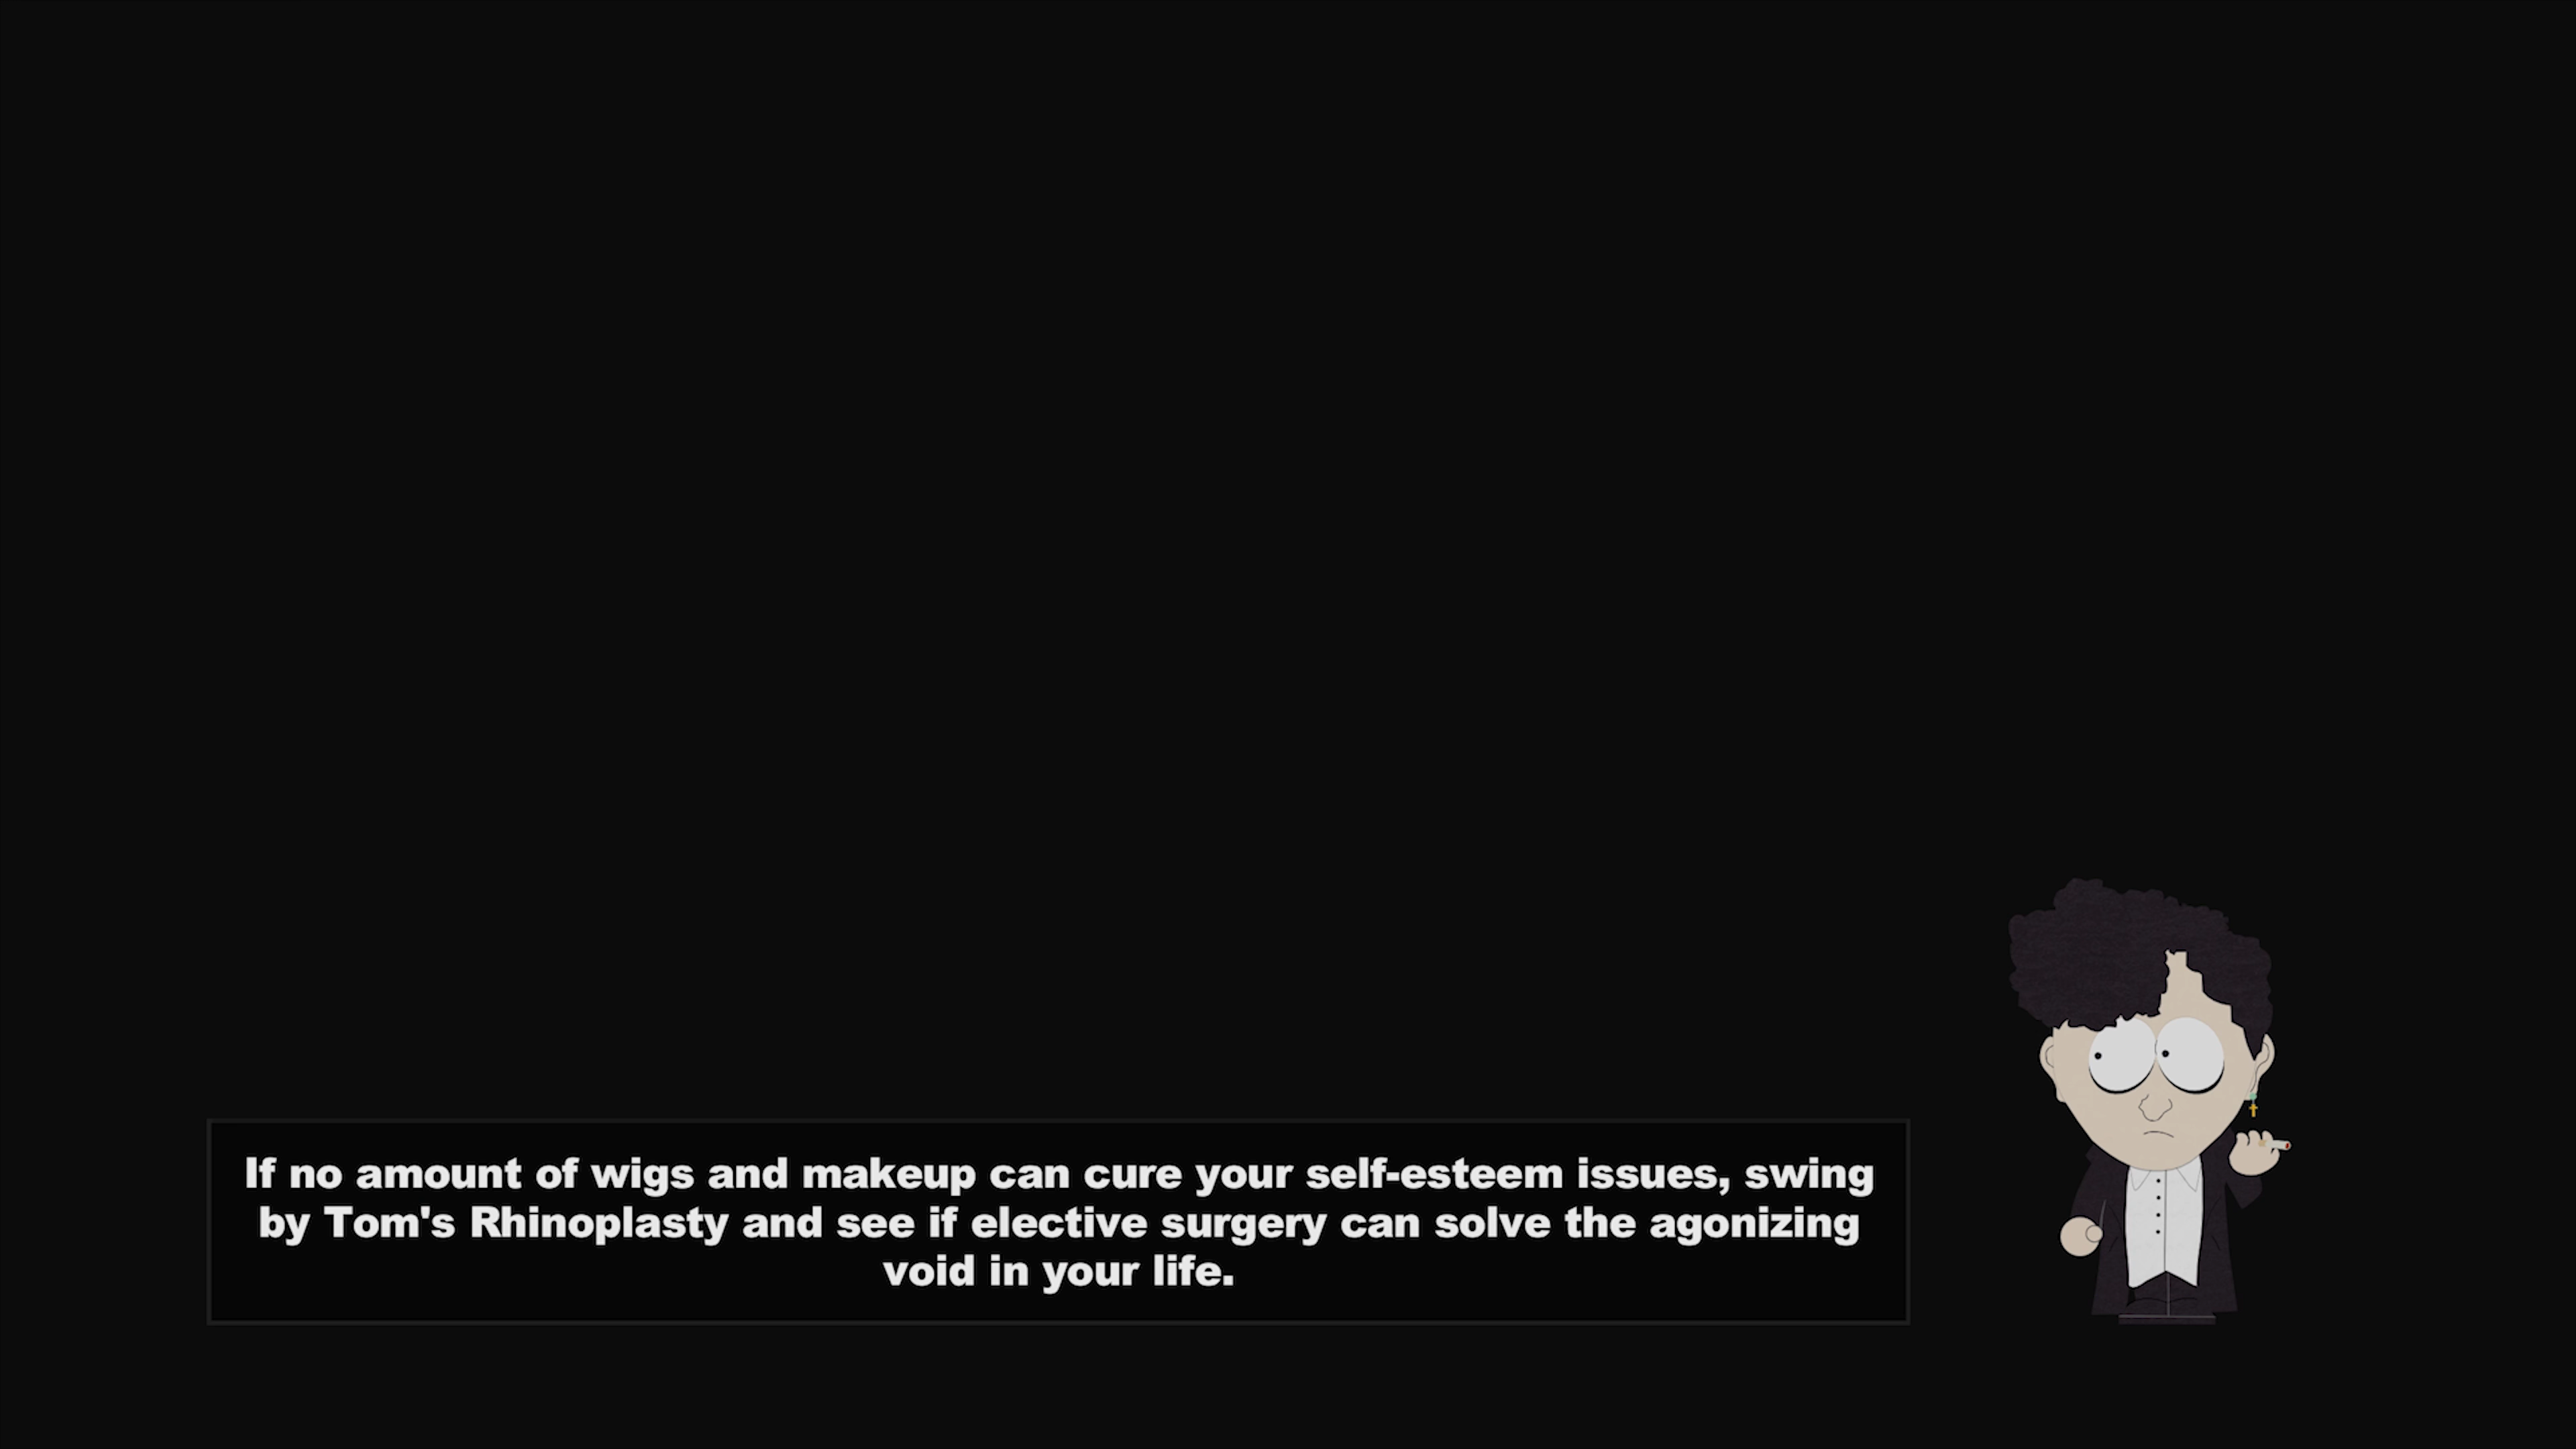 If no amount of wigs and makeup can cure your self-esteem issues, swing
by Tom's Rhinoplasty and see if elective surgery can solve the agonizing
void in your life.